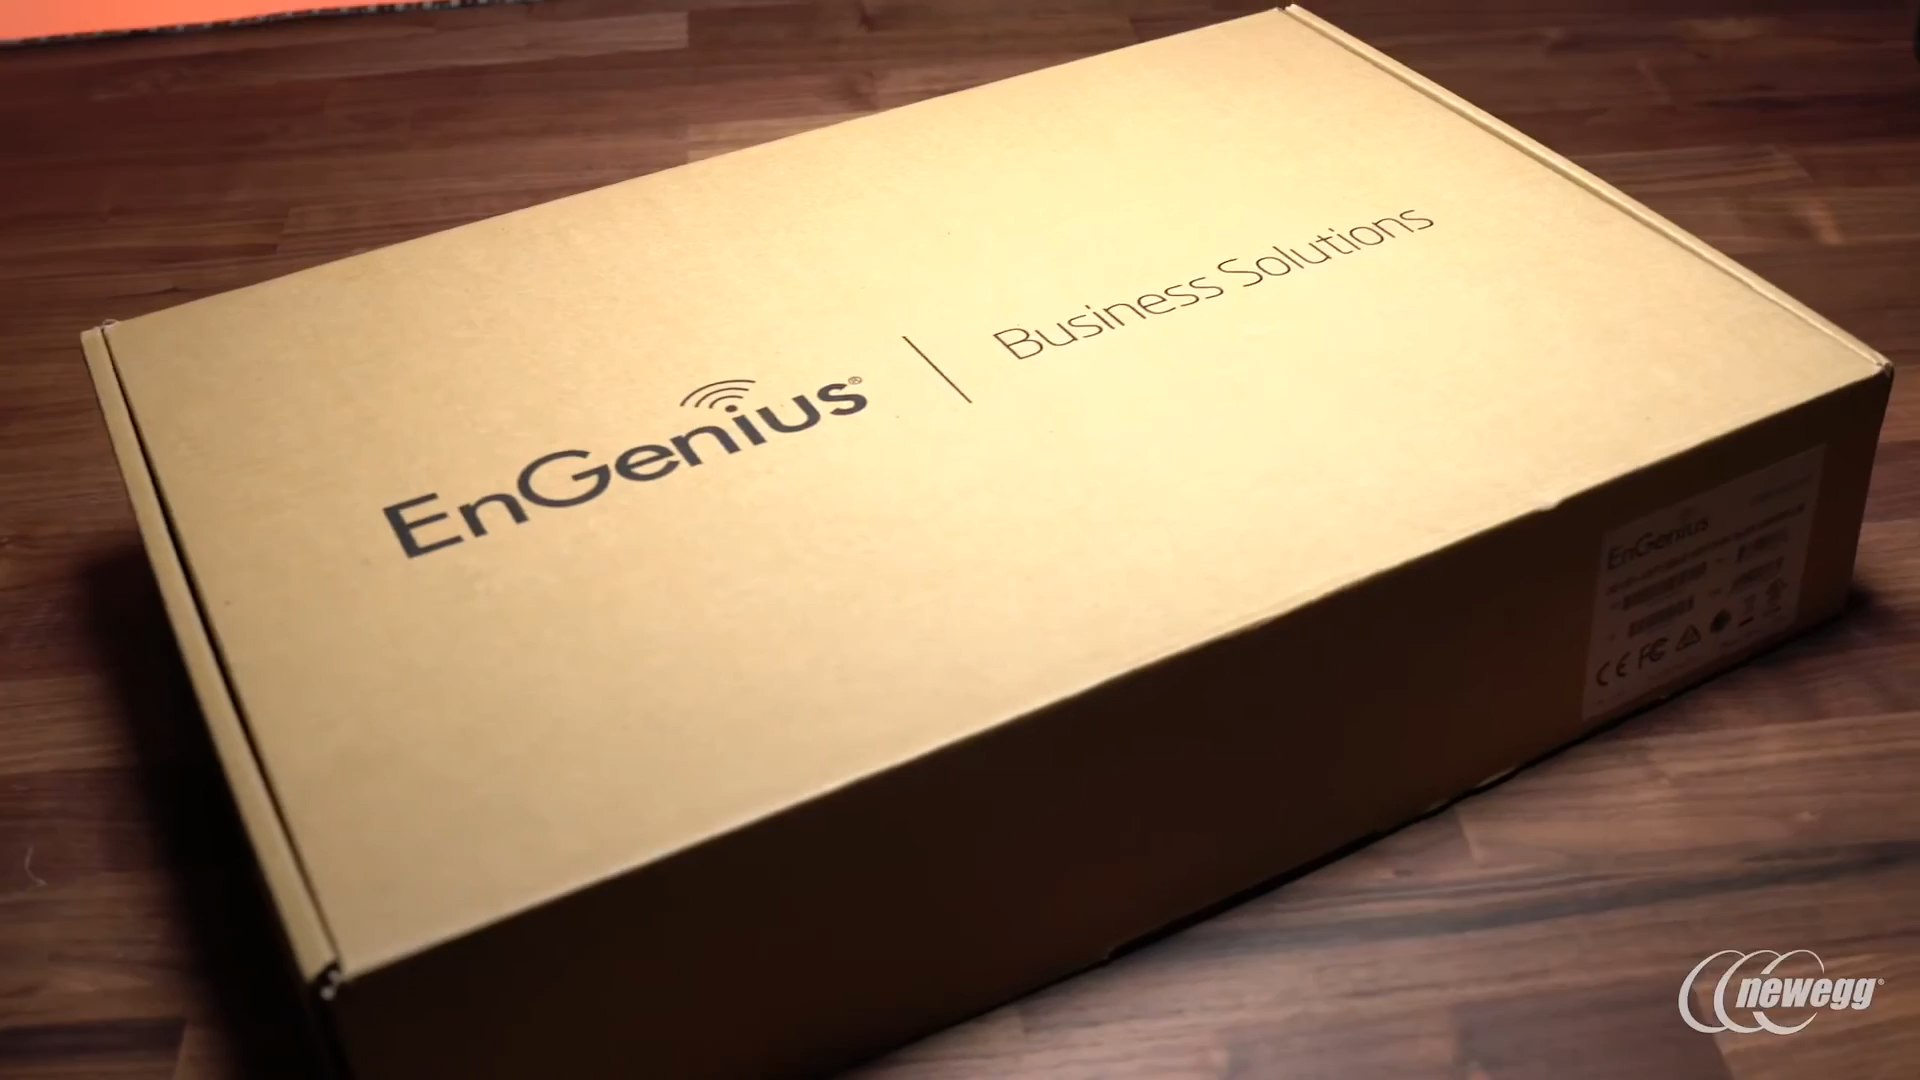 EnGenius® | Business Solutions
EnGenius
CE FC
newegg®